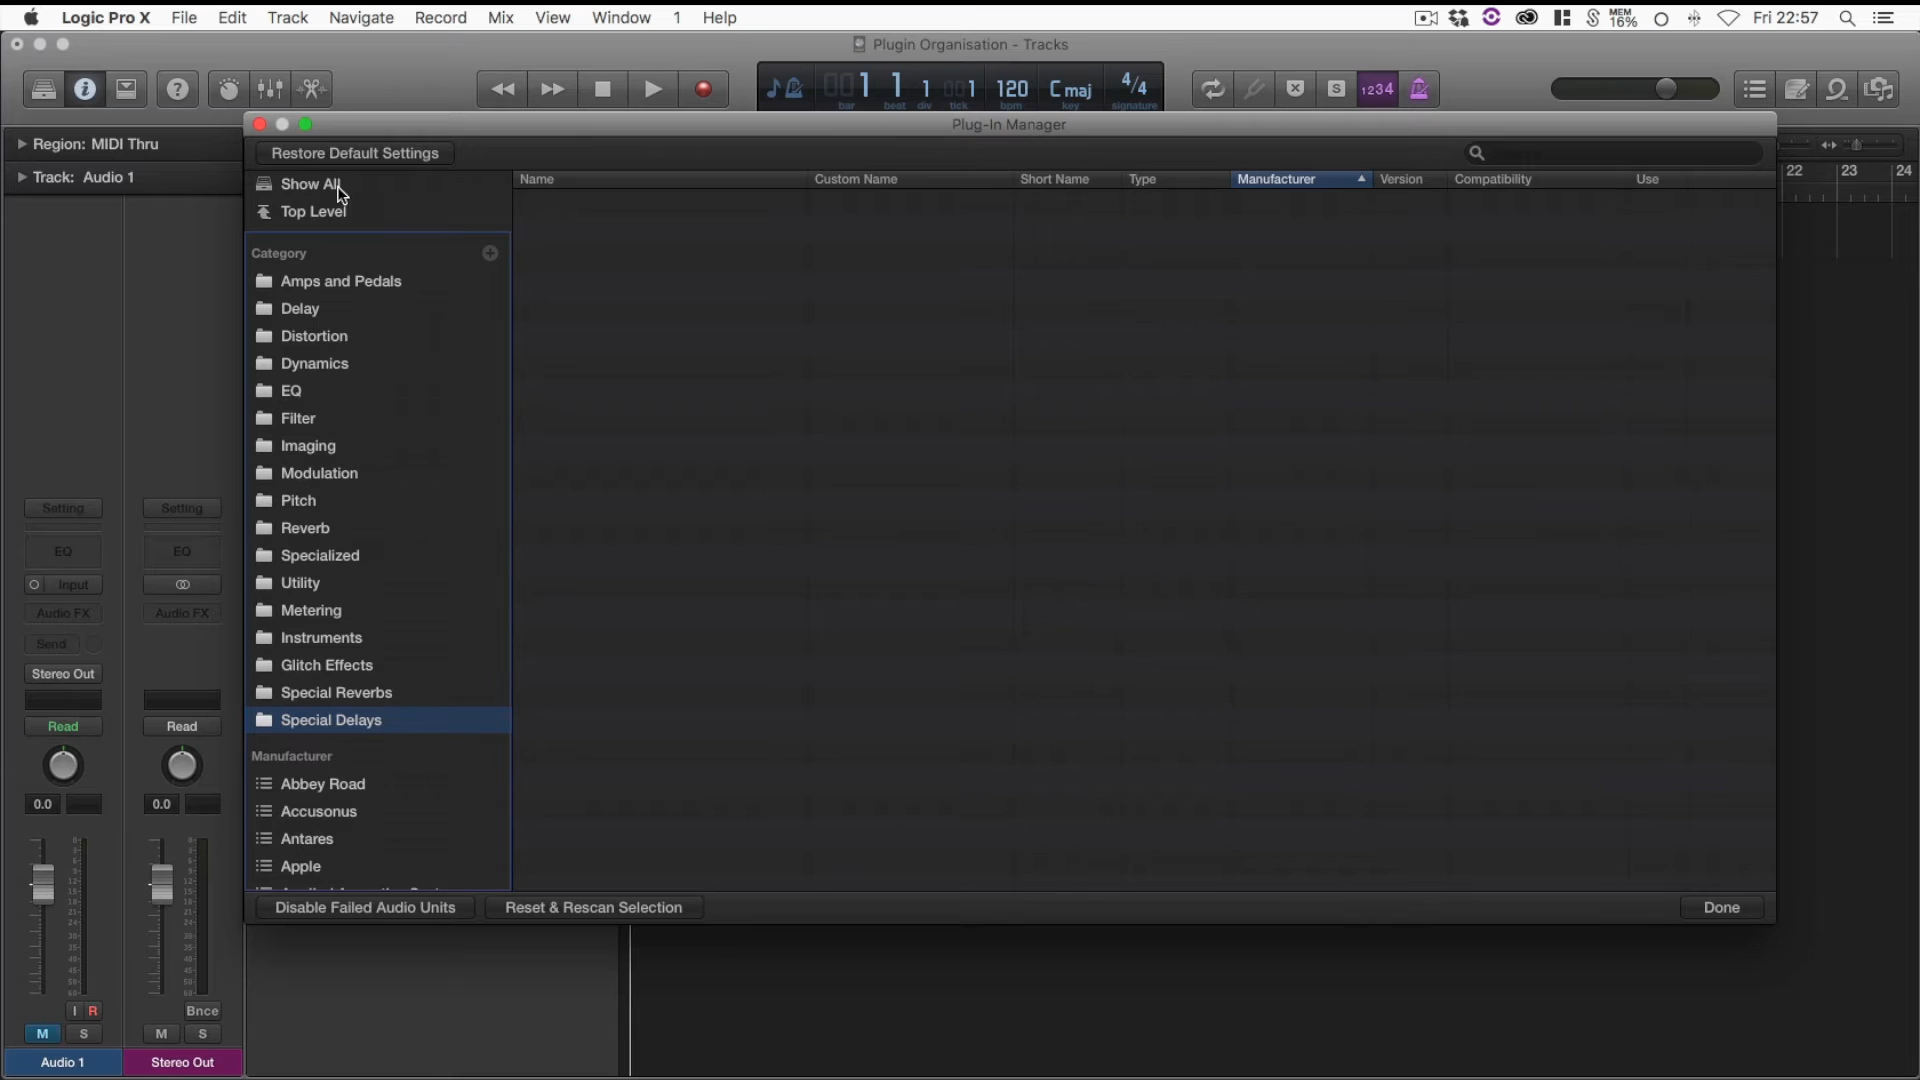 Logic Pro X File Edit Track Navigate Record Mix View Window 1 Help MEM 16% Fri 22:57
Plugin Organisation - Tracks
1 1 1 1 120 C maj 4/4
bar beat div tick bpm key signature
S 1234
Plug-In Manager
Region: MIDI Thru
Track: Audio 1
Restore Default Settings
22 23 24
Show All
Top Level
Name Custom Name Short Name Type Manufacturer Version Compatibility Use
Category
Amps and Pedals
Delay
Distortion
Dynamics
EQ
Filter
Imaging
Modulation
Pitch
Reverb
Specialized
Utility
Metering
Instruments
Glitch Effects
Special Reverbs
Special Delays
Manufacturer
Abbey Road
Accusonus
Antares
Apple
Disable Failed Audio Units Reset & Rescan Selection Done
Setting Setting
EQ EQ
Input
Audio FX Audio FX
Send
Stereo Out
Read Read
0.0 0.0
I R Bnce
M S M S
Audio 1 Stereo Out